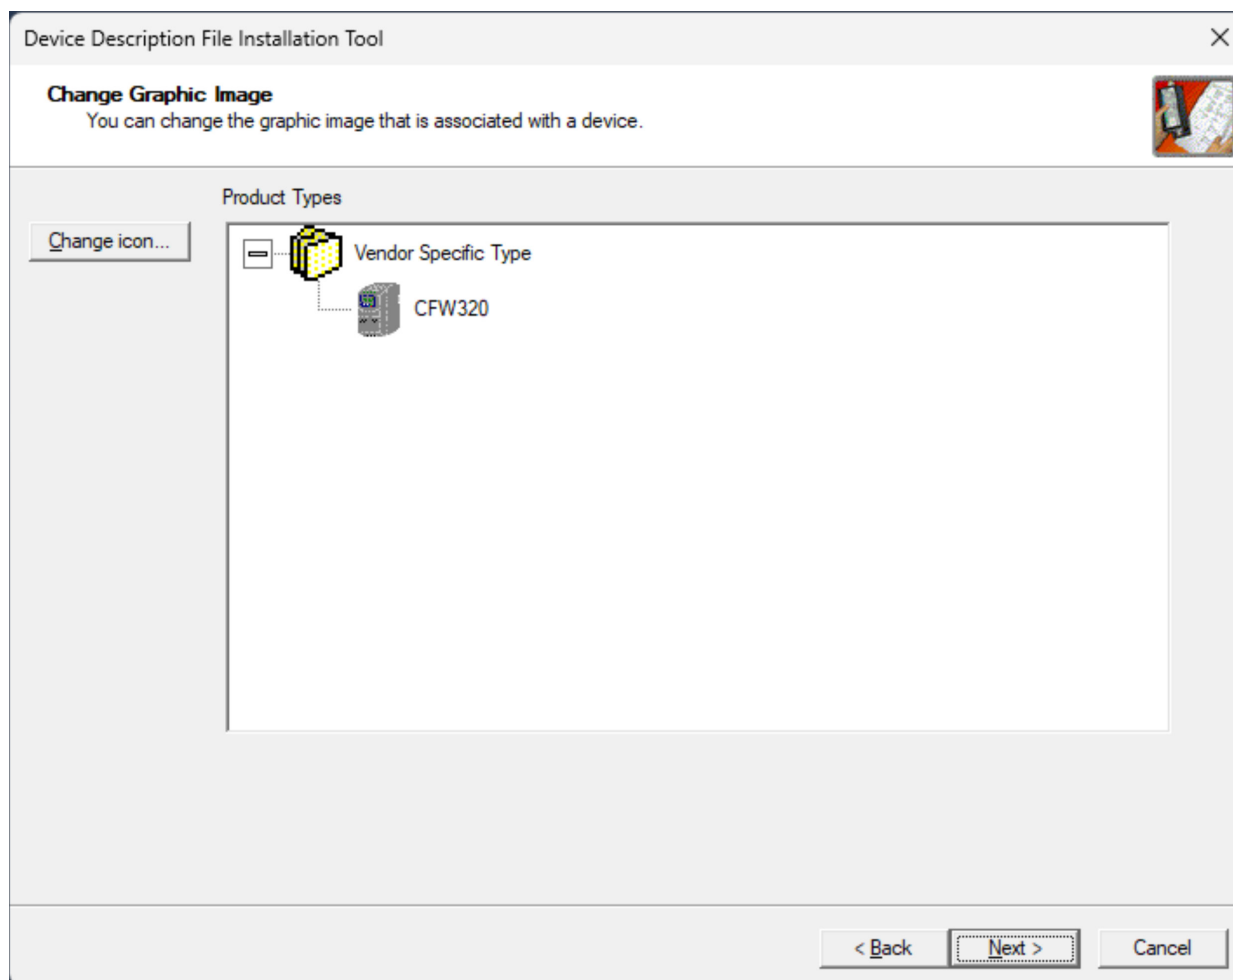 Device Description File Installation Tool
Change Graphic Image
You can change the graphic image that is associated with a device.
Product Types
Change icon...
Vendor Specific Type
CFW320
< Back
Next >
Cancel